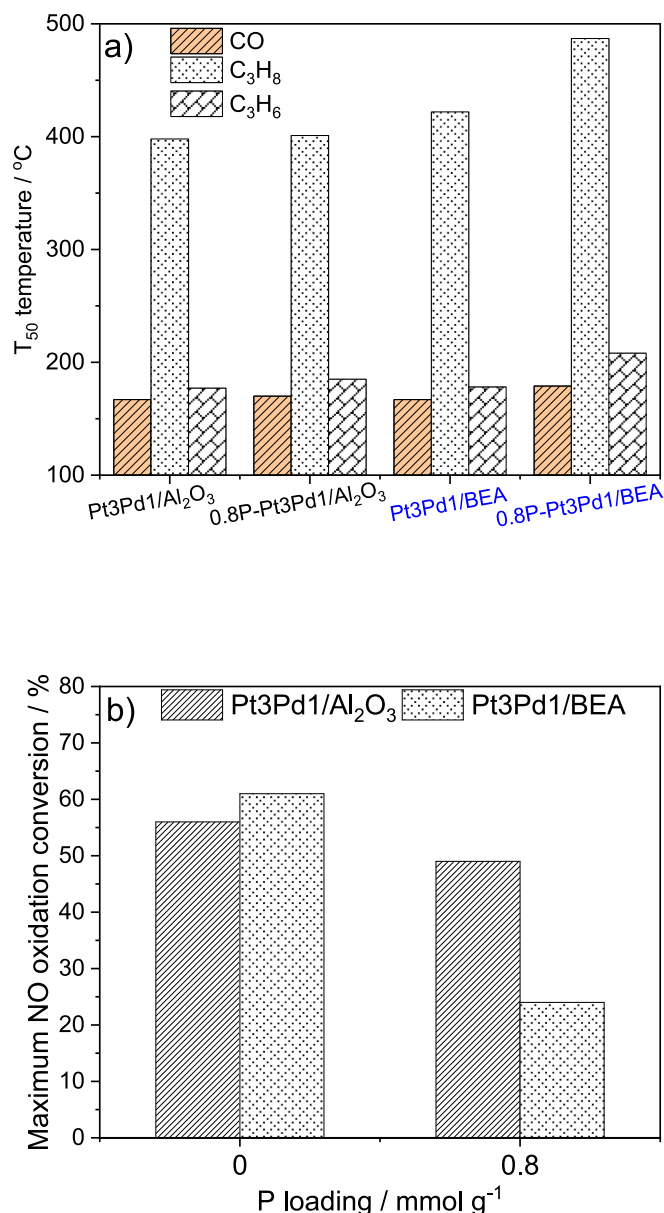 a)
CO
C₃H₈
C₃H₆
500
400
300
200
100
T₅₀ temperature / ºC
Pt3Pd1/Al₂O₃
0.8P-Pt3Pd1/Al₂O₃
Pt3Pd1/BEA
0.8P-Pt3Pd1/BEA
b)
Pt3Pd1/Al₂O₃ Pt3Pd1/BEA
80
70
60
50
40
30
20
10
0
Maximum NO oxidation conversion / %
0 0.8
P loading / mmol g⁻¹